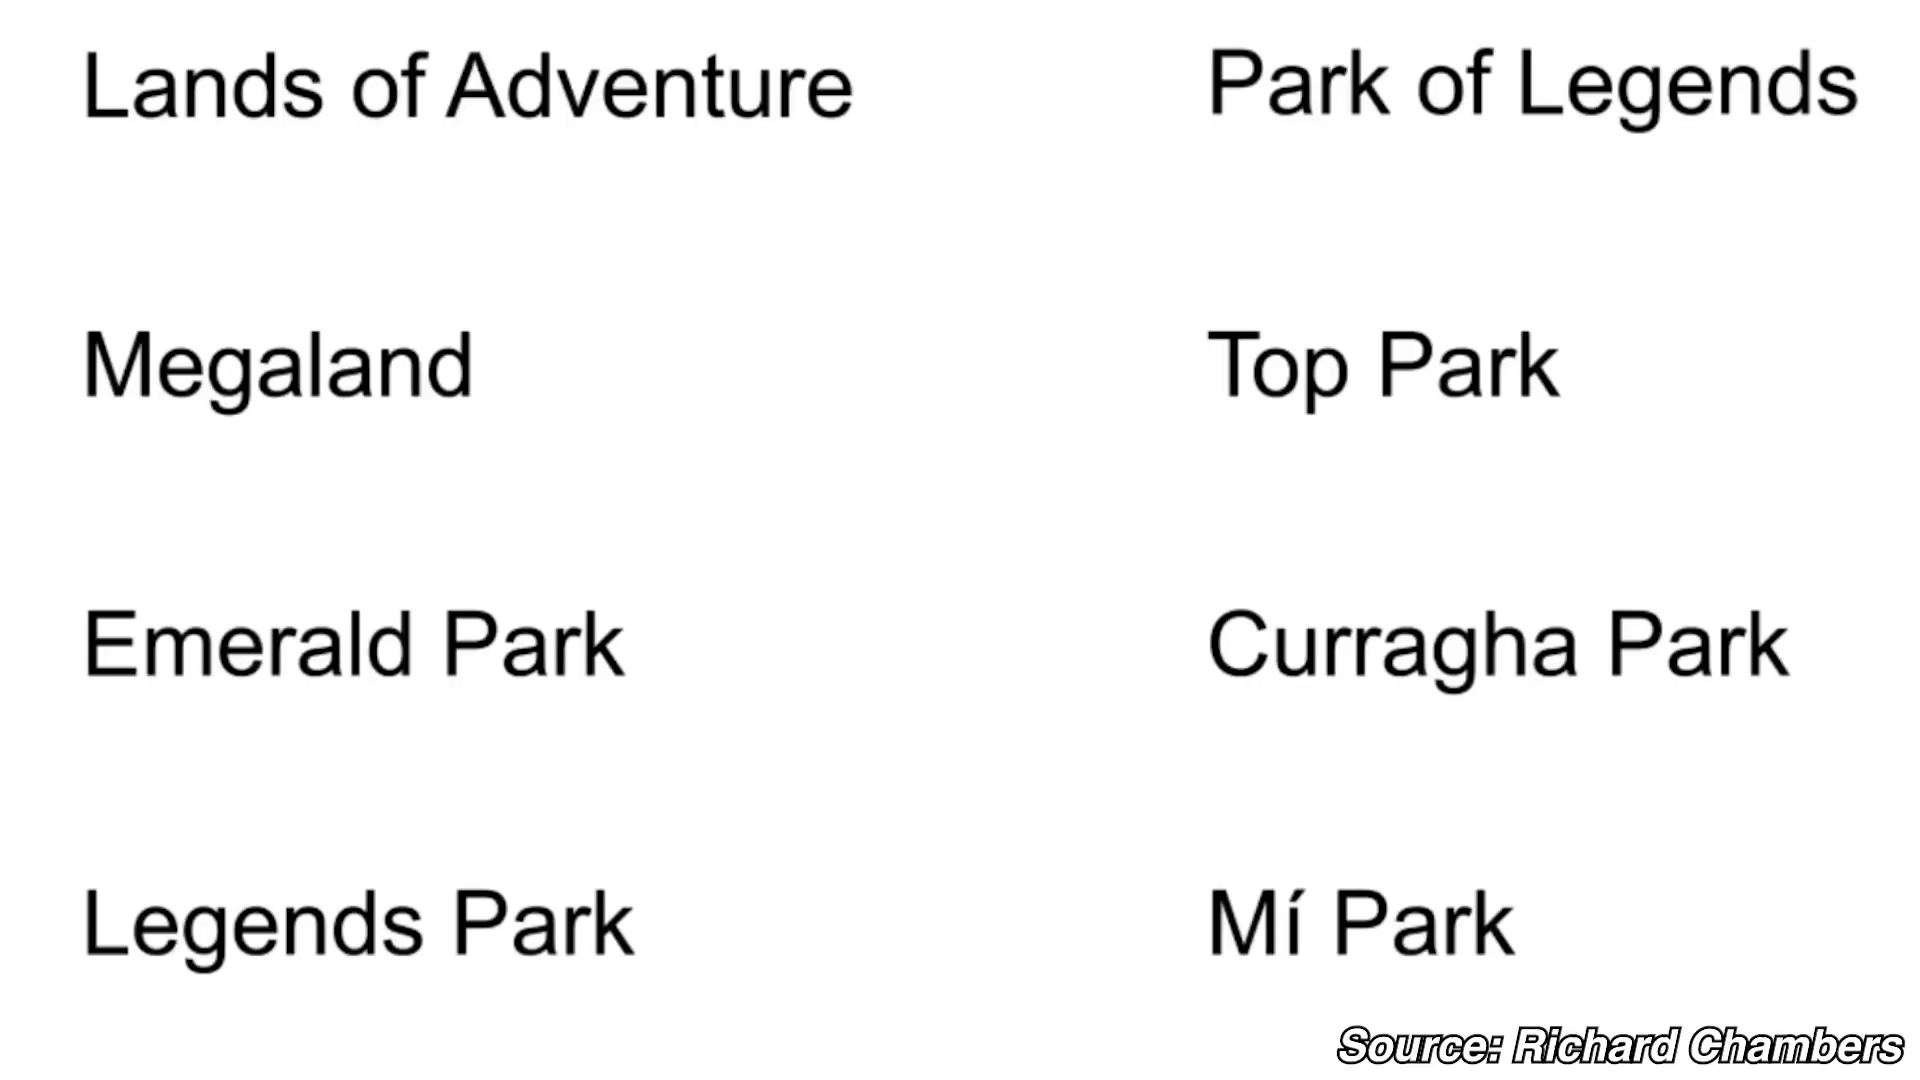 Lands of Adventure
Park of Legends
Megaland
Top Park
Emerald Park
Curragha Park
Legends Park
Mí Park
Source: Richard Chambers